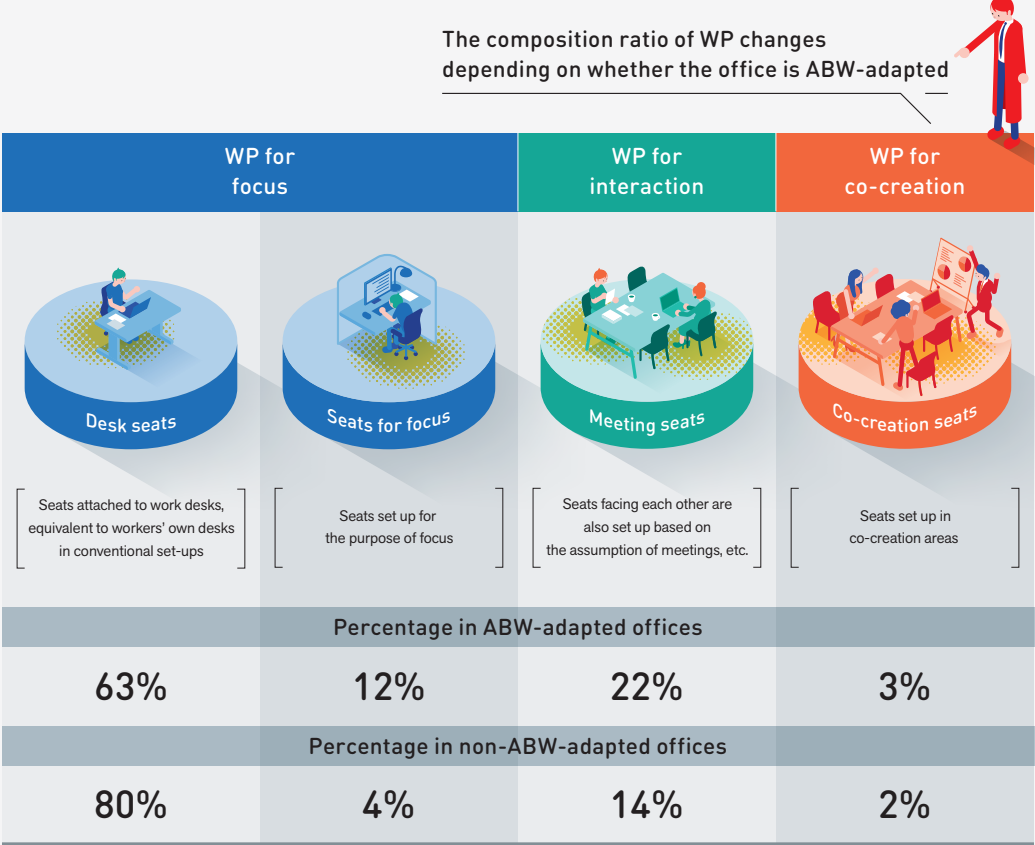 The composition ratio of WP changes
depending on whether the office is ABW-adapted
WP for
focus
WP for
interaction
WP for
co-creation
Desk seats
Seats for focus
Meeting seats
Co-creation seats
Seats attached to work desks,
equivalent to workers' own desks
in conventional set-ups
Seats set up for
the purpose of focus
Seats facing each other are
also set up based on
the assumption of meetings, etc.
Seats set up in
co-creation areas
Percentage in ABW-adapted offices
63%
12%
22%
3%
Percentage in non-ABW-adapted offices
80%
4%
14%
2%